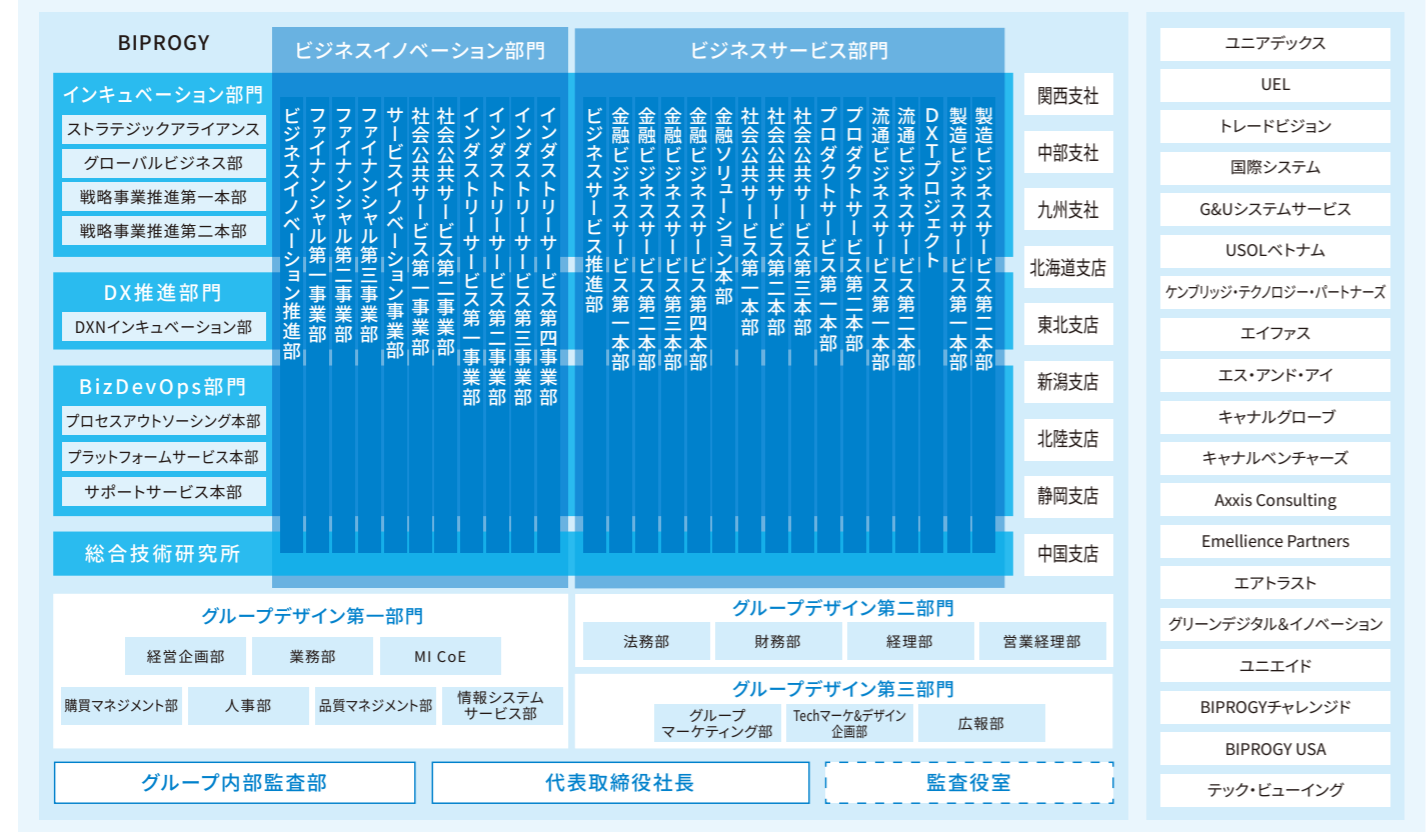 BIPROGY
ビジネスイノベーション部門
ビジネスサービス部門
インキュベーション部門
ストラテジックアライアンス
グローバルビジネス部
戦略事業推進第一本部
戦略事業推進第二本部
DX推進部門
DXNインキュベーション部
BizDevOps部門
プロセスアウトソーシング本部
プラットフォームサービス本部
サポートサービス本部
総合技術研究所
ビジネスイノベーション推進部
ファイナンシャル第一事業部
ファイナンシャル第二事業部
ファイナンシャル第三事業部
サービスイノベーション事業部
社会公共サービス第一事業部
社会公共サービス第二事業部
インダストリーサービス第一事業部
インダストリーサービス第二事業部
インダストリーサービス第三事業部
インダストリーサービス第四事業部
ビジネスサービス推進部
金融ビジネスサービス第一本部
金融ビジネスサービス第二本部
金融ビジネスサービス第三本部
金融ビジネスサービス第四本部
金融ソリューション本部
社会公共サービス第一本部
社会公共サービス第二本部
社会公共サービス第三本部
プロダクトサービス第一本部
プロダクトサービス第二本部
流通ビジネスサービス第一本部
流通ビジネスサービス第二本部
DXTプロジェクト
製造ビジネスサービス第一本部
製造ビジネスサービス第二本部
関西支社
中部支社
九州支社
北海道支店
東北支店
新潟支店
北陸支店
静岡支店
中国支店
グループデザイン第一部門
経営企画部
業務部
MI CoE
購買マネジメント部
人事部
品質マネジメント部
情報システム
サービス部
グループデザイン第二部門
法務部
財務部
経理部
営業経理部
グループデザイン第三部門
グループ
マーケティング部
Techマーケ&デザイン
企画部
広報部
グループ内部監査部
代表取締役社長
監査役室
ユニアデックス
UEL
トレードビジョン
国際システム
G&Uシステムサービス
USOLベトナム
ケンブリッジ・テクノロジー・パートナーズ
エイファス
エス・アンド・アイ
キャナルグローブ
キャナルベンチャーズ
Axxis Consulting
Emellience Partners
エアトラスト
グリーンデジタル&イノベーション
ユニエイド
BIPROGYチャレンジド
BIPROGY USA
テック・ビューイング